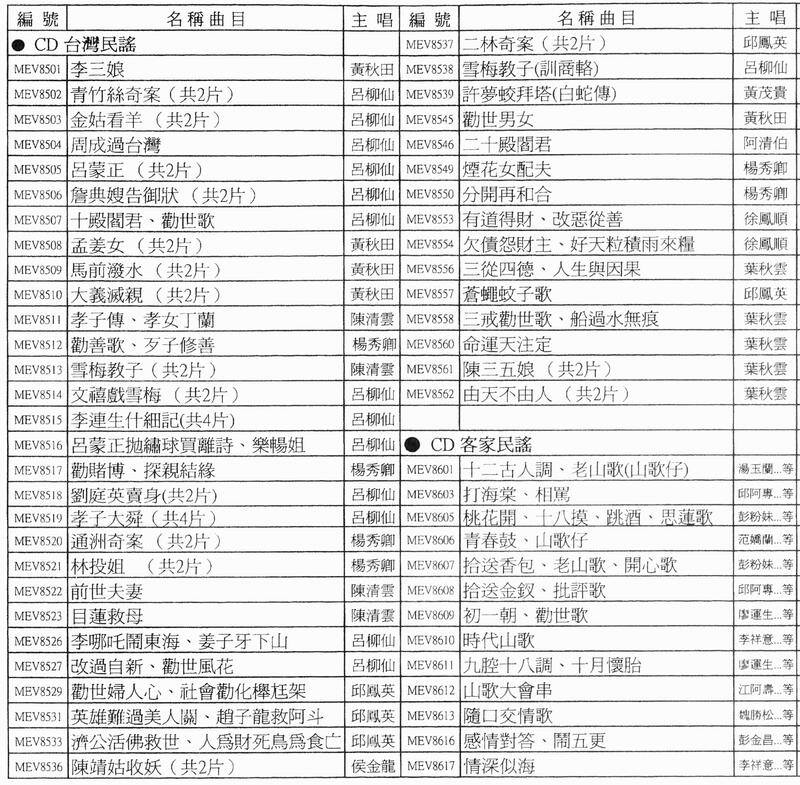 編號 名稱曲目 主唱
● CD 台灣民謠
MEV8501 李三娘 黃秋田
MEV8502 青竹絲奇案（共2片） 呂柳仙
MEV8503 金姑看羊（共2片） 呂柳仙
MEV8504 周成過台灣 呂柳仙
MEV8505 呂蒙正（共2片） 呂柳仙
MEV8506 詹典嫂告御狀（共2片） 呂柳仙
MEV8507 十殿閻君、勸世歌 呂柳仙
MEV8508 孟姜女（共2片） 黃秋田
MEV8509 馬前潑水（共2片） 黃秋田
MEV8510 大義滅親（共2片） 黃秋田
MEV8511 孝子傳、孝女丁蘭 陳清雲
MEV8512 勸善歌、歹子修善 楊秀卿
MEV8513 雪梅教子（共2片） 陳清雲
MEV8514 文禧戲雪梅（共2片） 呂柳仙
MEV8515 李連生什細記(共4片） 呂柳仙
MEV8516 呂蒙正拋繡球買離詩、樂暢姐 呂柳仙
MEV8517 勸賭博、探親結緣 楊秀卿
MEV8518 劉庭英賣身(共2片） 呂柳仙
MEV8519 孝子大舜（共4片） 呂柳仙
MEV8520 通洲奇案（共2片） 楊秀卿
MEV8521 林投姐（共2片） 楊秀卿
MEV8522 前世夫妻 陳清雲
MEV8523 目蓮救母 陳清雲
MEV8526 李哪吒鬧東海、姜子牙下山 呂柳仙
MEV8527 改過自新、勸世風花 呂柳仙
MEV8529 勸世婦人心、社會勸化櫸尪架 邱鳳英
MEV8531 英雄難過美人關、趙子龍救阿斗 邱鳳英
MEV8533 濟公活佛救世、人爲財死鳥爲食亡 邱鳳英
MEV8536 陳靖姑收妖（共2片） 侯金龍
編號 名稱曲目 主唱
MEV8537 二林奇案（共2片） 邱鳳英
MEV8538 雪梅教子(訓商輅) 呂柳仙
MEV8539 許夢蛟拜塔(白蛇傳) 黃茂貴
MEV8545 勸世男女 黃秋田
MEV8546 二十殿閻君 阿清伯
MEV8549 煙花女配夫 楊秀卿
MEV8550 分開再和合 楊秀卿
MEV8553 有道得財、改惡從善 徐鳳順
MEV8554 欠債怨財主、好天粒積雨來糧 徐鳳順
MEV8556 三從四德、人生與因果 葉秋雲
MEV8557 蒼蠅蚊子歌 邱鳳英
MEV8558 三戒勸世歌、船過水無痕 葉秋雲
MEV8560 命運天注定 葉秋雲
MEV8561 陳三五娘（共2片） 葉秋雲
MEV8562 由天不由人（共2片） 葉秋雲
● CD 客家民謠
MEV8601 十二古人調、老山歌(山歌仔) 湯玉蘭...等
MEV8603 打海棠、相罵 邱阿專...等
MEV8605 桃花開、十八摸、跳酒、思蓮歌 彭粉妹...等
MEV8606 青春鼓、山歌仔 范嬌蘭...等
MEV8607 拾送香包、老山歌、開心歌 彭粉妹...等
MEV8608 拾送金釵、批評歌 邱阿專...等
MEV8609 初一朝、勸世歌 廖運生...等
MEV8610 時代山歌 李祥意...等
MEV8611 九腔十八調、十月懷胎 廖運生...等
MEV8612 山歌大會串 江阿壽...等
MEV8613 隨口交情歌 魏勝松...等
MEV8616 感情對答、鬧五更 彭金昌...等
MEV8617 情深似海 李祥意...等